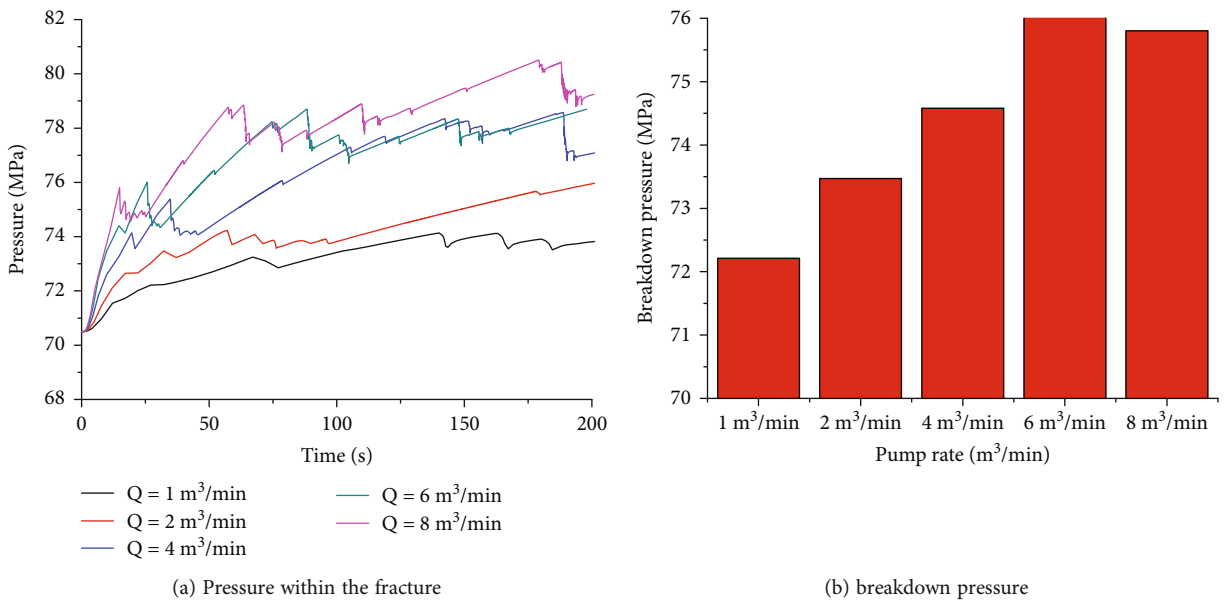 82
80
78
76
74
72
70
68
Pressure (MPa)
0
50
100
150
200
Time (s)
Q = 1 m³/min
Q = 2 m³/min
Q = 4 m³/min
Q = 6 m³/min
Q = 8 m³/min
(a) Pressure within the fracture
76
75
74
73
72
71
70
Breakdown pressure (MPa)
1 m³/min
2 m³/min
4 m³/min
6 m³/min
8 m³/min
Pump rate (m³/min)
(b) breakdown pressure